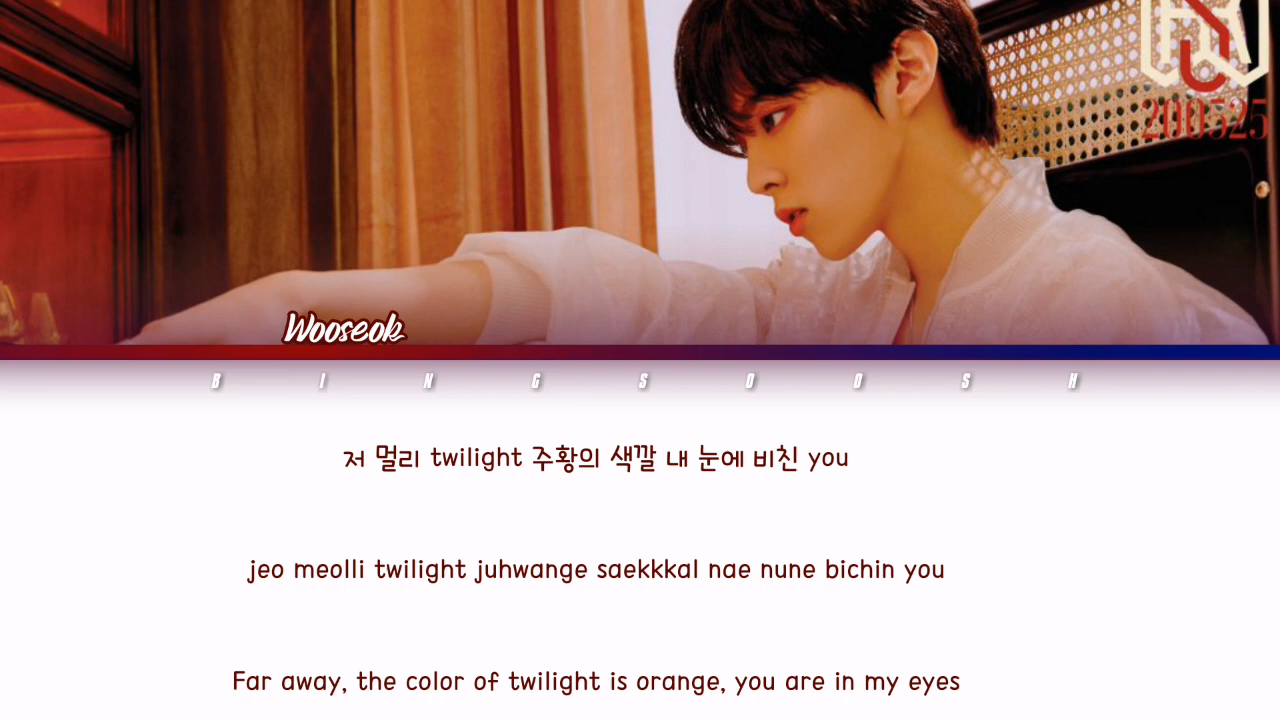 200525
Wooseok
BINGSOOSH
저 멀리 twilight 주황의 색깔 내 눈에 비친 you
jeo meolli twilight juhwange saekkkal nae nune bichin you
Far away, the color of twilight is orange, you are in my eyes